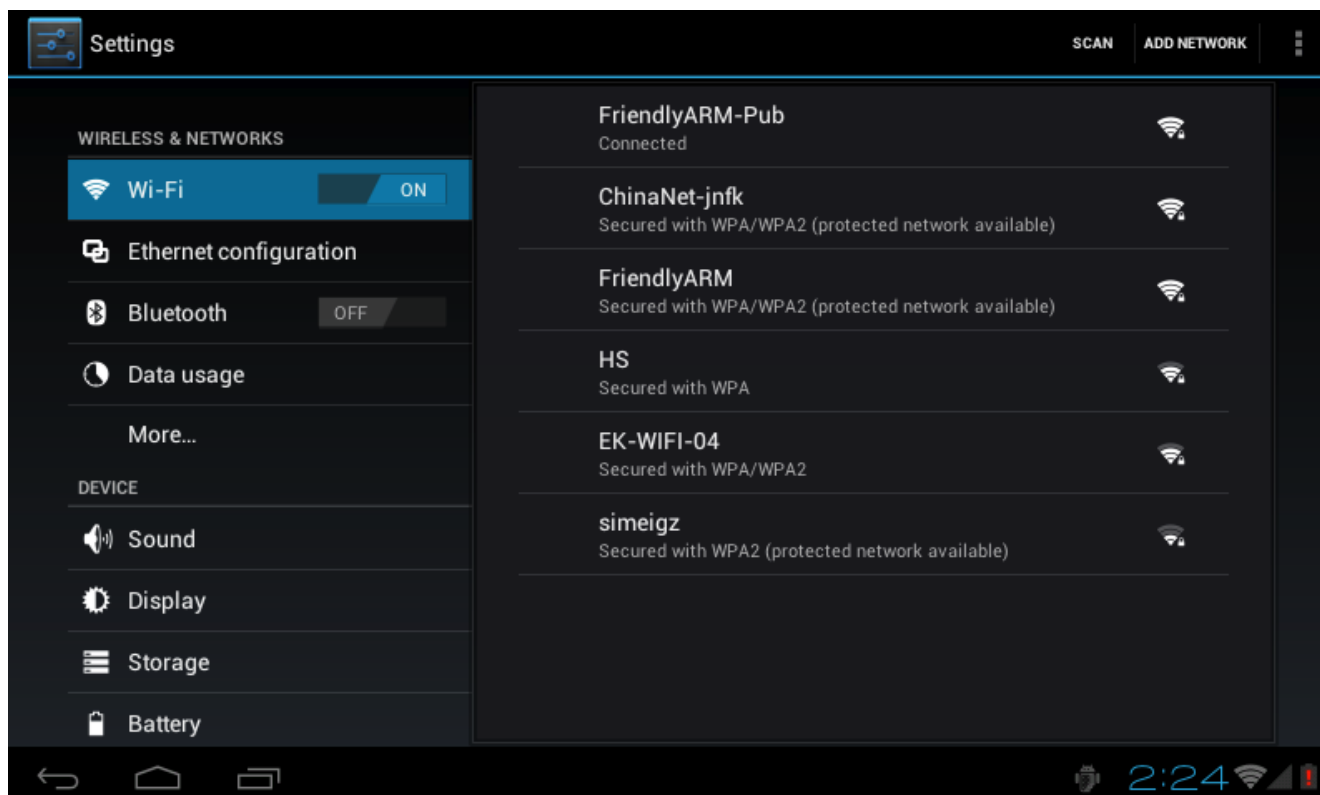 Settings
SCAN
ADD NETWORK
WIRELESS & NETWORKS
Wi-Fi
ON
Ethernet configuration
Bluetooth
OFF
Data usage
More...
DEVICE
Sound
Display
Storage
Battery
FriendlyARM-Pub
Connected
ChinaNet-jnfk
Secured with WPA/WPA2 (protected network available)
FriendlyARM
Secured with WPA/WPA2 (protected network available)
HS
Secured with WPA
EK-WIFI-04
Secured with WPA/WPA2
simeigz
Secured with WPA2 (protected network available)
2:24